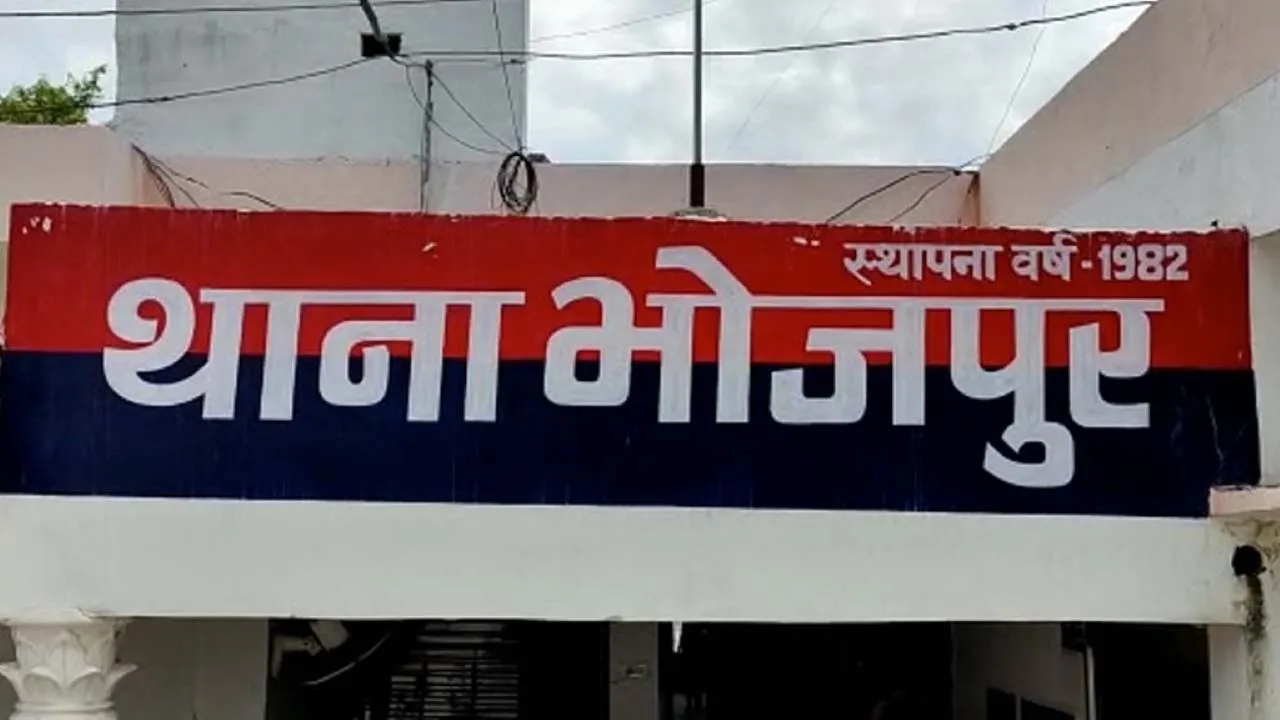 स्थापना वर्ष - 1982
थाना भोजपुर